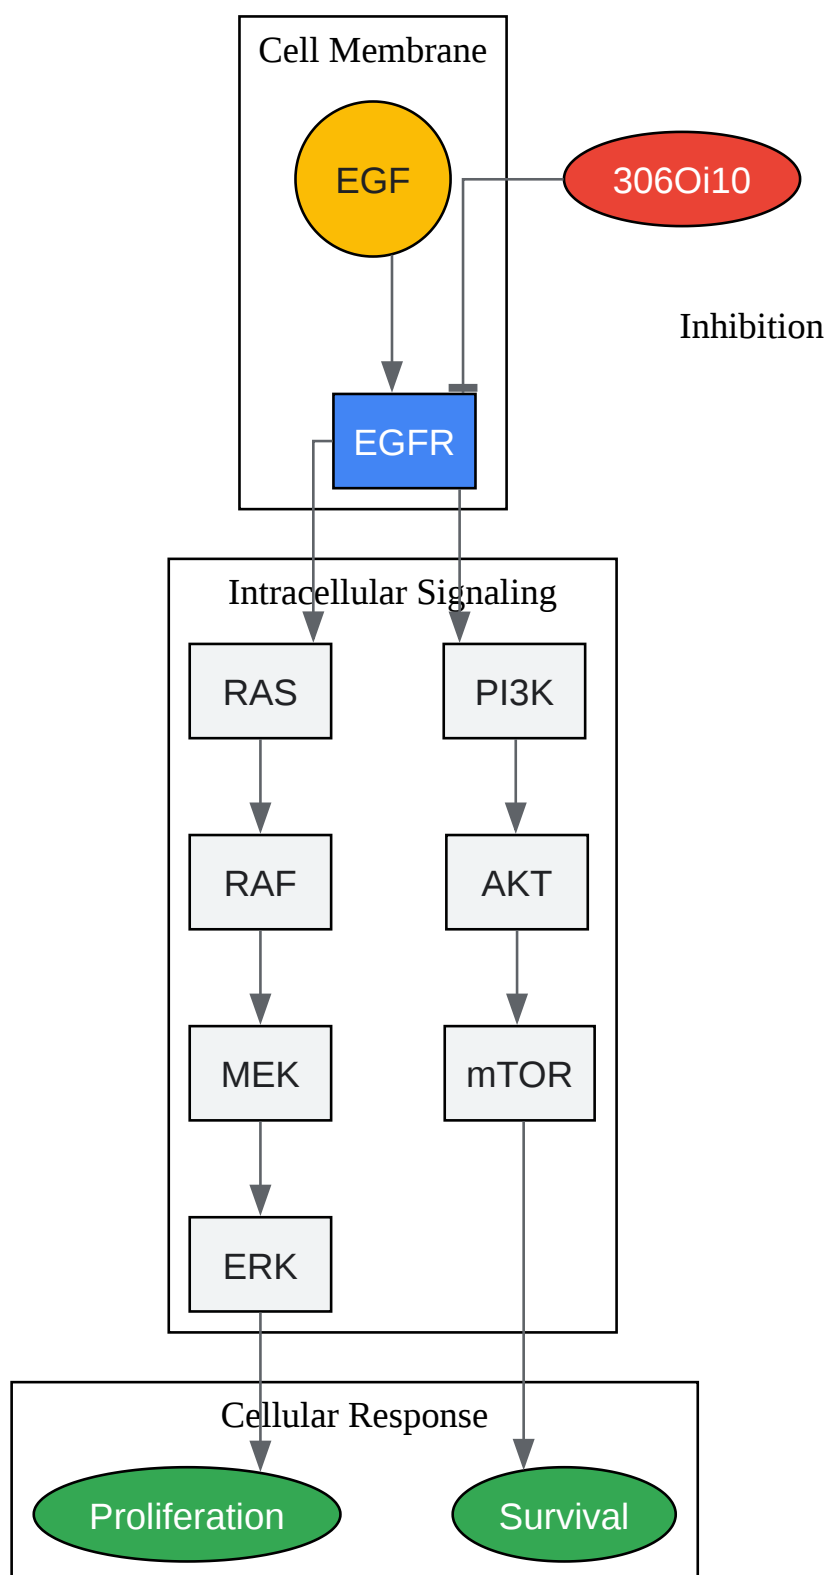 Cell Membrane
EGF
306Oi10
Inhibition
EGFR
Intracellular Signaling
RAS
PI3K
RAF
AKT
MEK
mTOR
ERK
Cellular Response
Proliferation
Survival